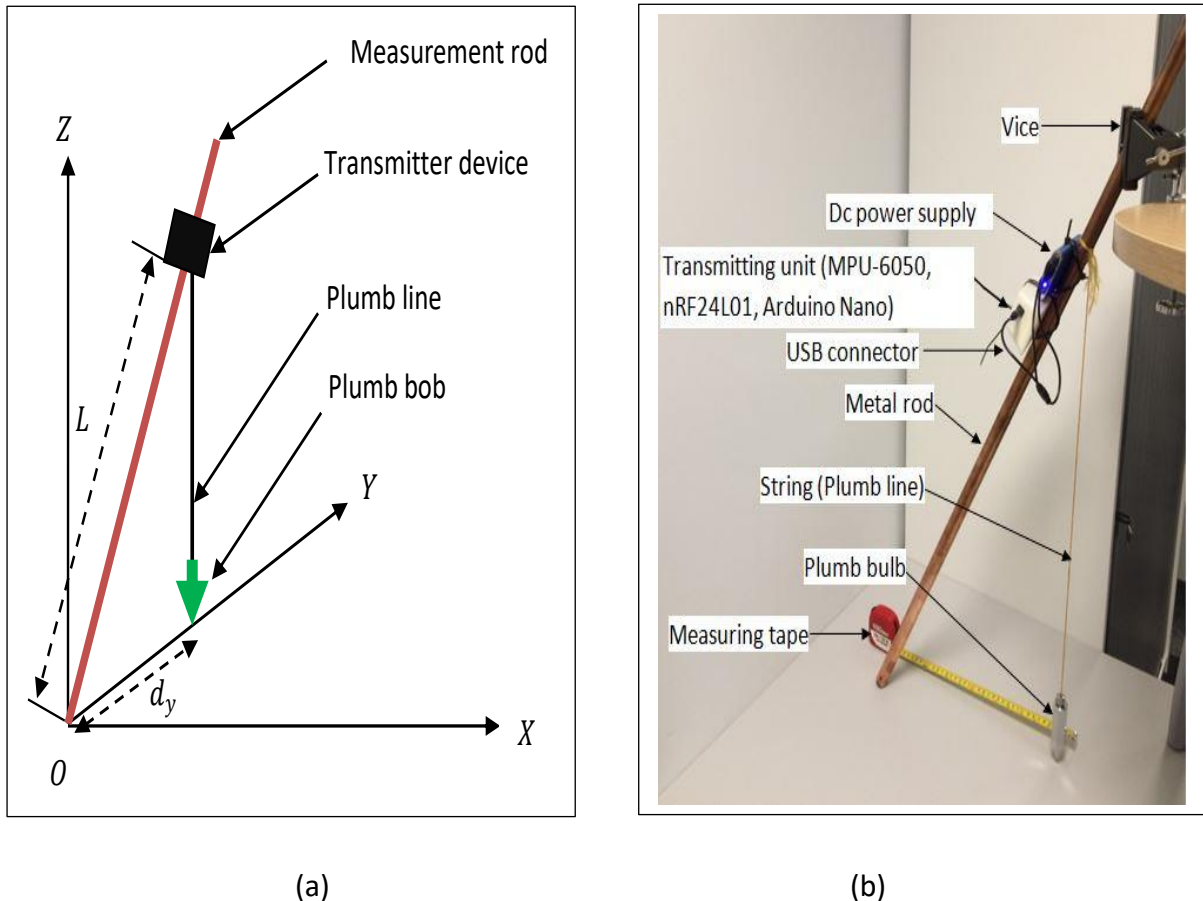 Measurement rod
Z
Transmitter device
Plumb line
Plumb bob
L
Y
d_y
X
O
(a)
Vice
Dc power supply
Transmitting unit (MPU-6050,
nRF24L01, Arduino Nano)
USB connector
Metal rod
String (Plumb line)
Plumb bulb
Measuring tape
(b)